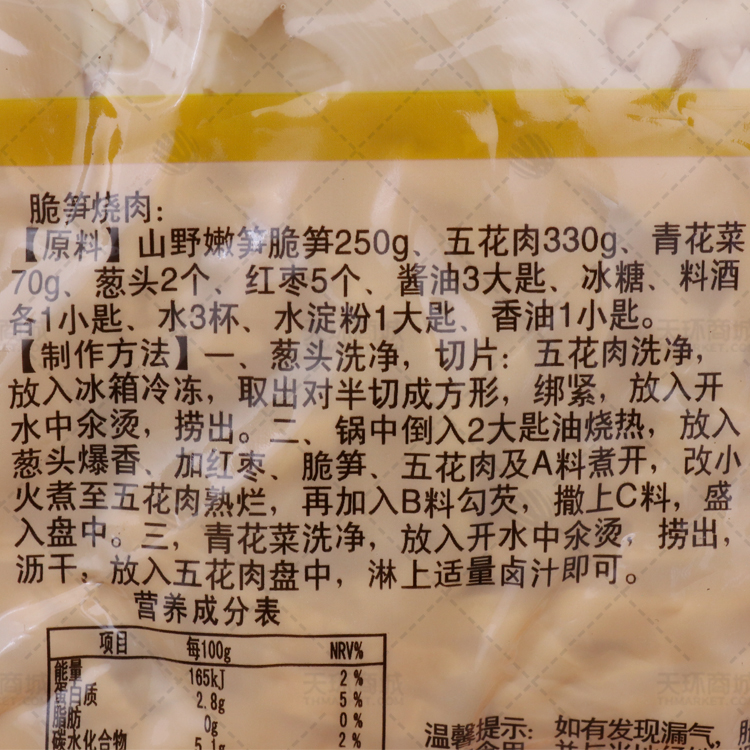 脆笋烧肉:
【原料】山野嫩笋脆笋250g、五花肉330g、青花菜
70g、葱头2个、红枣5个、酱油3大匙、冰糖、料酒
各1小匙、水3杯、水淀粉1大匙、香油1小匙。
【制作方法】一、葱头洗净，切片：五花肉洗净，
放入冰箱冷冻，取出对半切成方形，绑紧，放入开
水中汆烫，捞出。二、锅中倒入2大匙油烧热，放入
葱头爆香、加红枣、脆笋、五花肉及A料煮开，改小
火煮至五花肉熟烂，再加入B料勾芡，撒上C料，盛
入盘中。三，青花菜洗净，放入开水中汆烫，捞出，
沥干，放入五花肉盘中，淋上适量卤汁即可。
营养成分表
项目 每100g NRV%
能量 165kJ 2%
蛋白质 2.8g 5%
脂肪 0g 0%
碳水化合物 5.1g 2%
温馨提示: 如有发现漏气，
天环商城